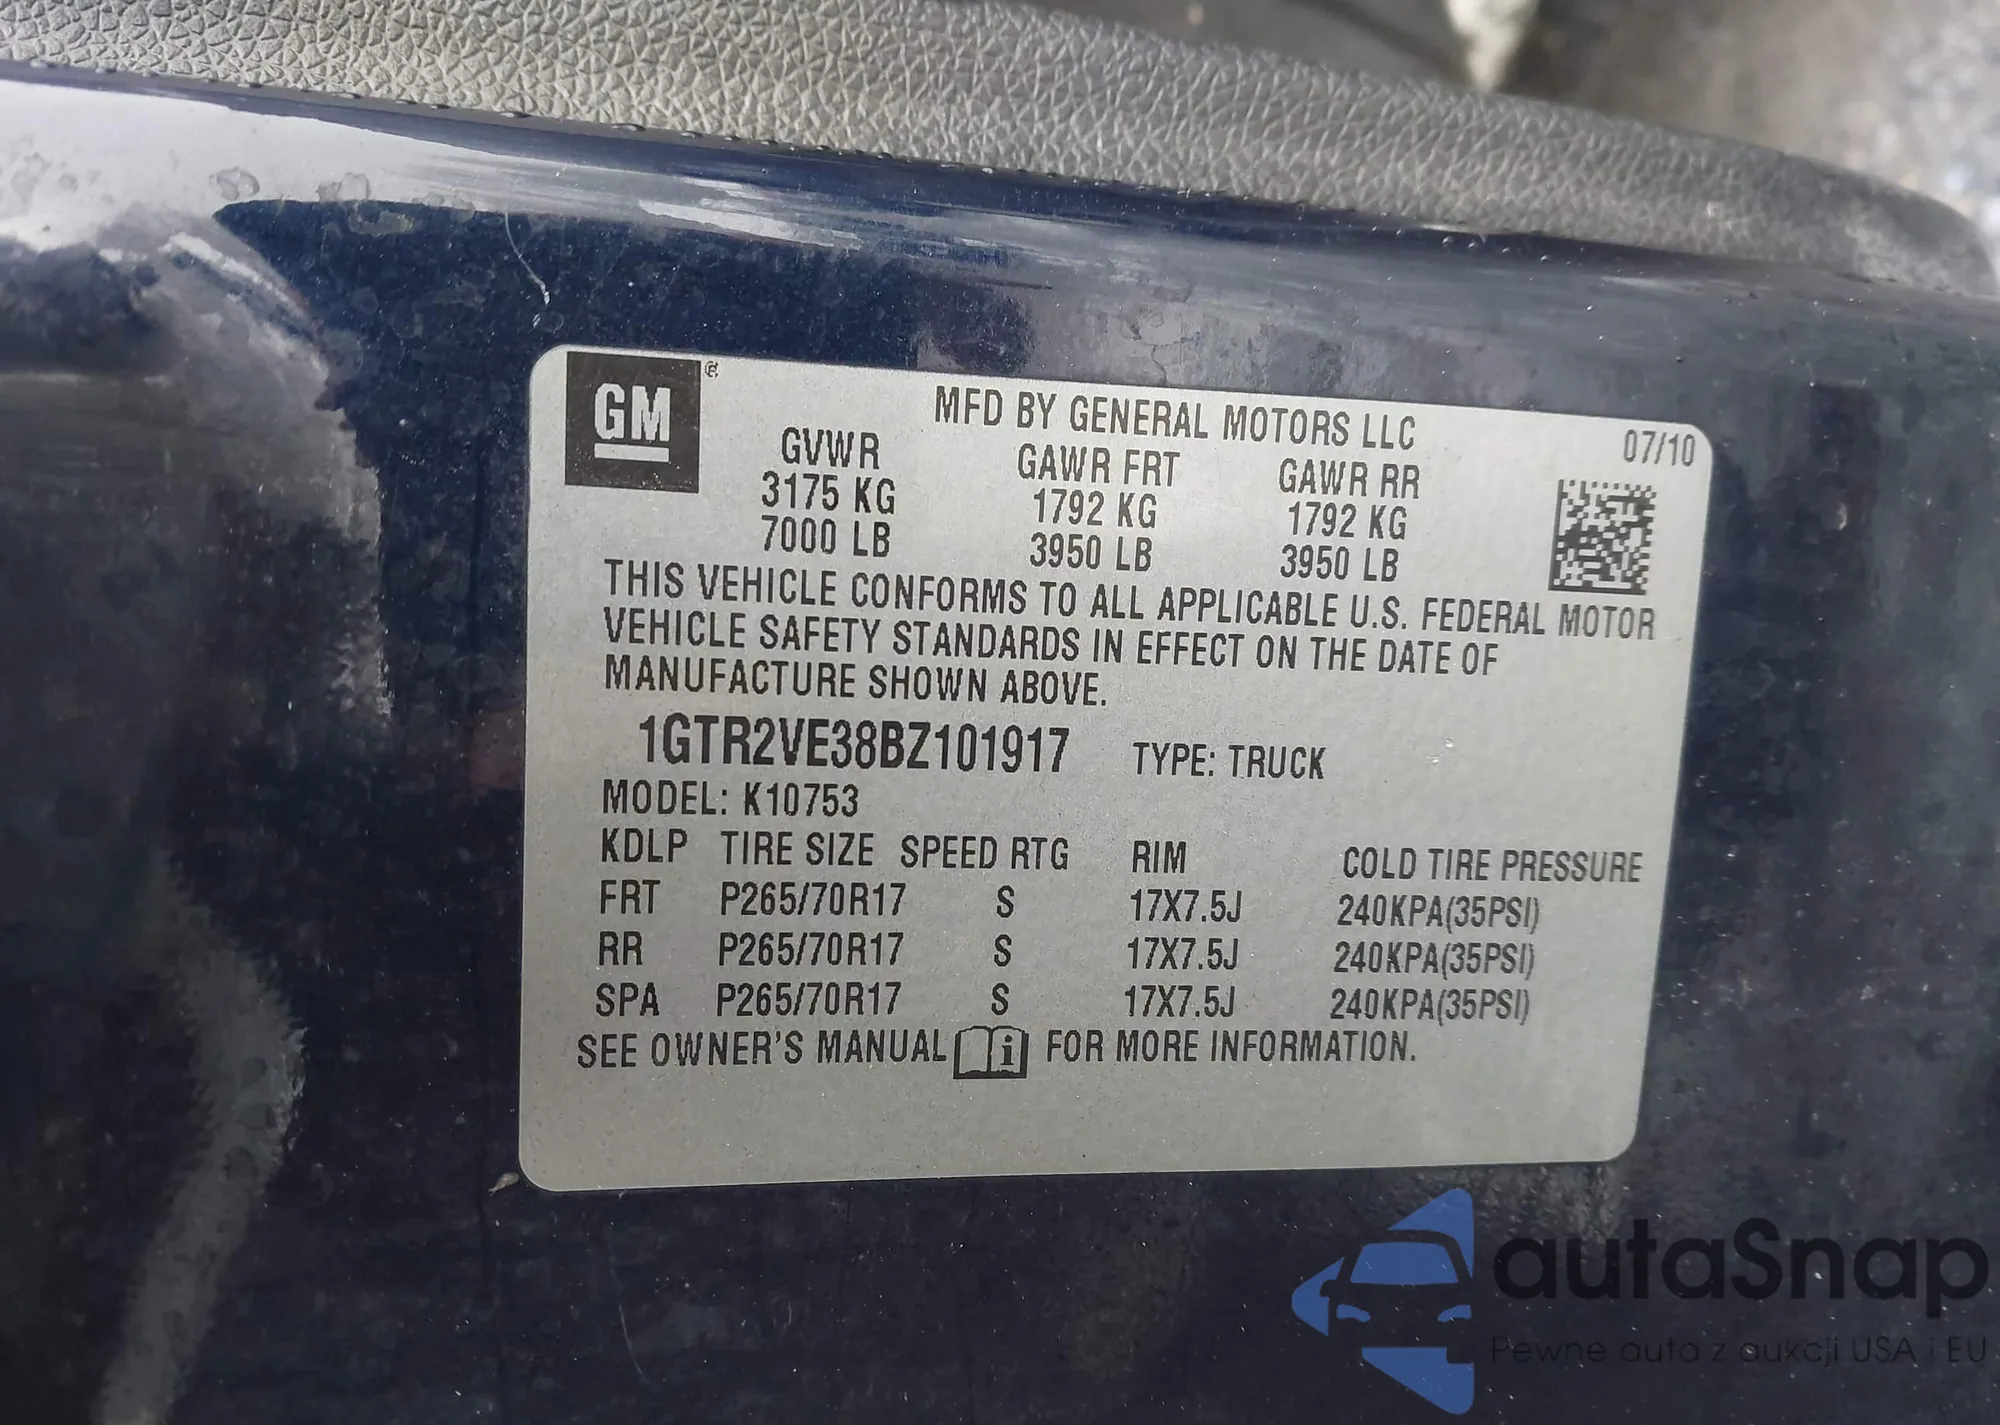 GM®
MFD BY GENERAL MOTORS LLC
07/10
GVWR GAWR FRT GAWR RR
3175 KG 1792 KG 1792 KG
7000 LB 3950 LB 3950 LB
THIS VEHICLE CONFORMS TO ALL APPLICABLE U.S. FEDERAL MOTOR
VEHICLE SAFETY STANDARDS IN EFFECT ON THE DATE OF
MANUFACTURE SHOWN ABOVE.
1GTR2VE38BZ101917 TYPE: TRUCK
MODEL: K10753
KDLP TIRE SIZE SPEED RTG RIM COLD TIRE PRESSURE
FRT P265/70R17 S 17X7.5J 240KPA(35PSI)
RR P265/70R17 S 17X7.5J 240KPA(35PSI)
SPA P265/70R17 S 17X7.5J 240KPA(35PSI)
SEE OWNER'S MANUAL i FOR MORE INFORMATION.
autaSnap
Pewne auta z aukcji USA i EU